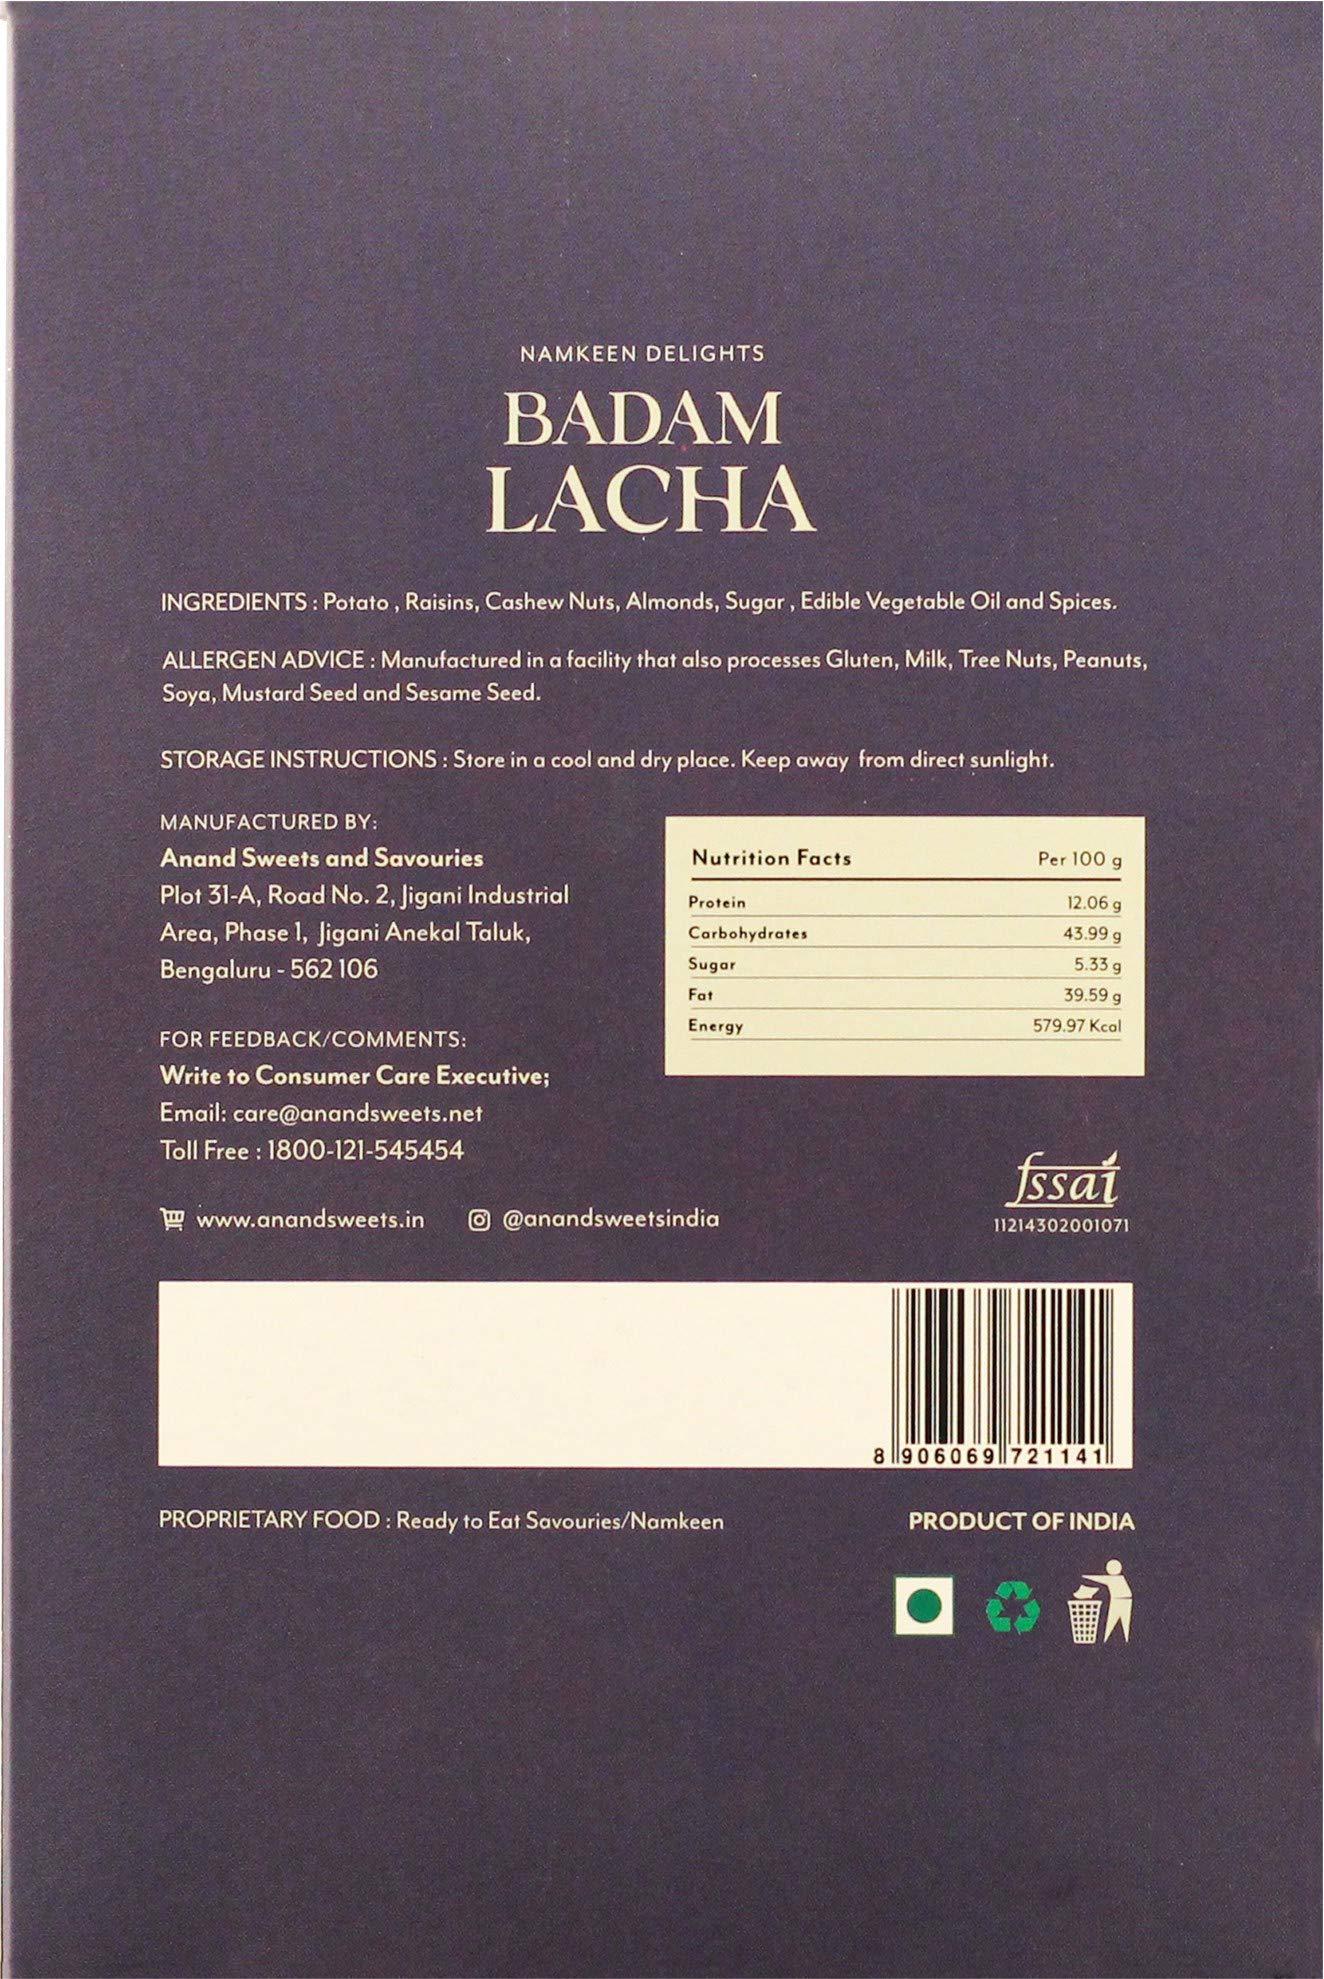 NAMKEEN DELIGHTS
BADAM
LACHA
INGREDIENTS : Potato , Raisins, Cashew Nuts, Almonds, Sugar , Edible Vegetable Oil and Spices.
ALLERGEN ADVICE : Manufactured in a facility that also processes Gluten, Milk, Tree Nuts, Peanuts,
Soya, Mustard Seed and Sesame Seed.
STORAGE INSTRUCTIONS : Store in a cool and dry place. Keep away from direct sunlight.
MANUFACTURED BY:
Anand Sweets and Savouries
Plot 31-A, Road No. 2, Jigani Industrial
Area, Phase 1, Jigani Anekal Taluk,
Bengaluru - 562 106
FOR FEEDBACK/COMMENTS:
Write to Consumer Care Executive;
Email: care@anandsweets.net
Toll Free : 1800-121-545454
www.anandsweets.in @anandsweetsindia
Nutrition Facts Per 100 g
Protein 12.06 g
Carbohydrates 43.99 g
Sugar 5.33 g
Fat 39.59 g
Energy 579.97 Kcal
fssai
11214302001071
8 906069 721141
PROPRIETARY FOOD : Ready to Eat Savouries/Namkeen
PRODUCT OF INDIA